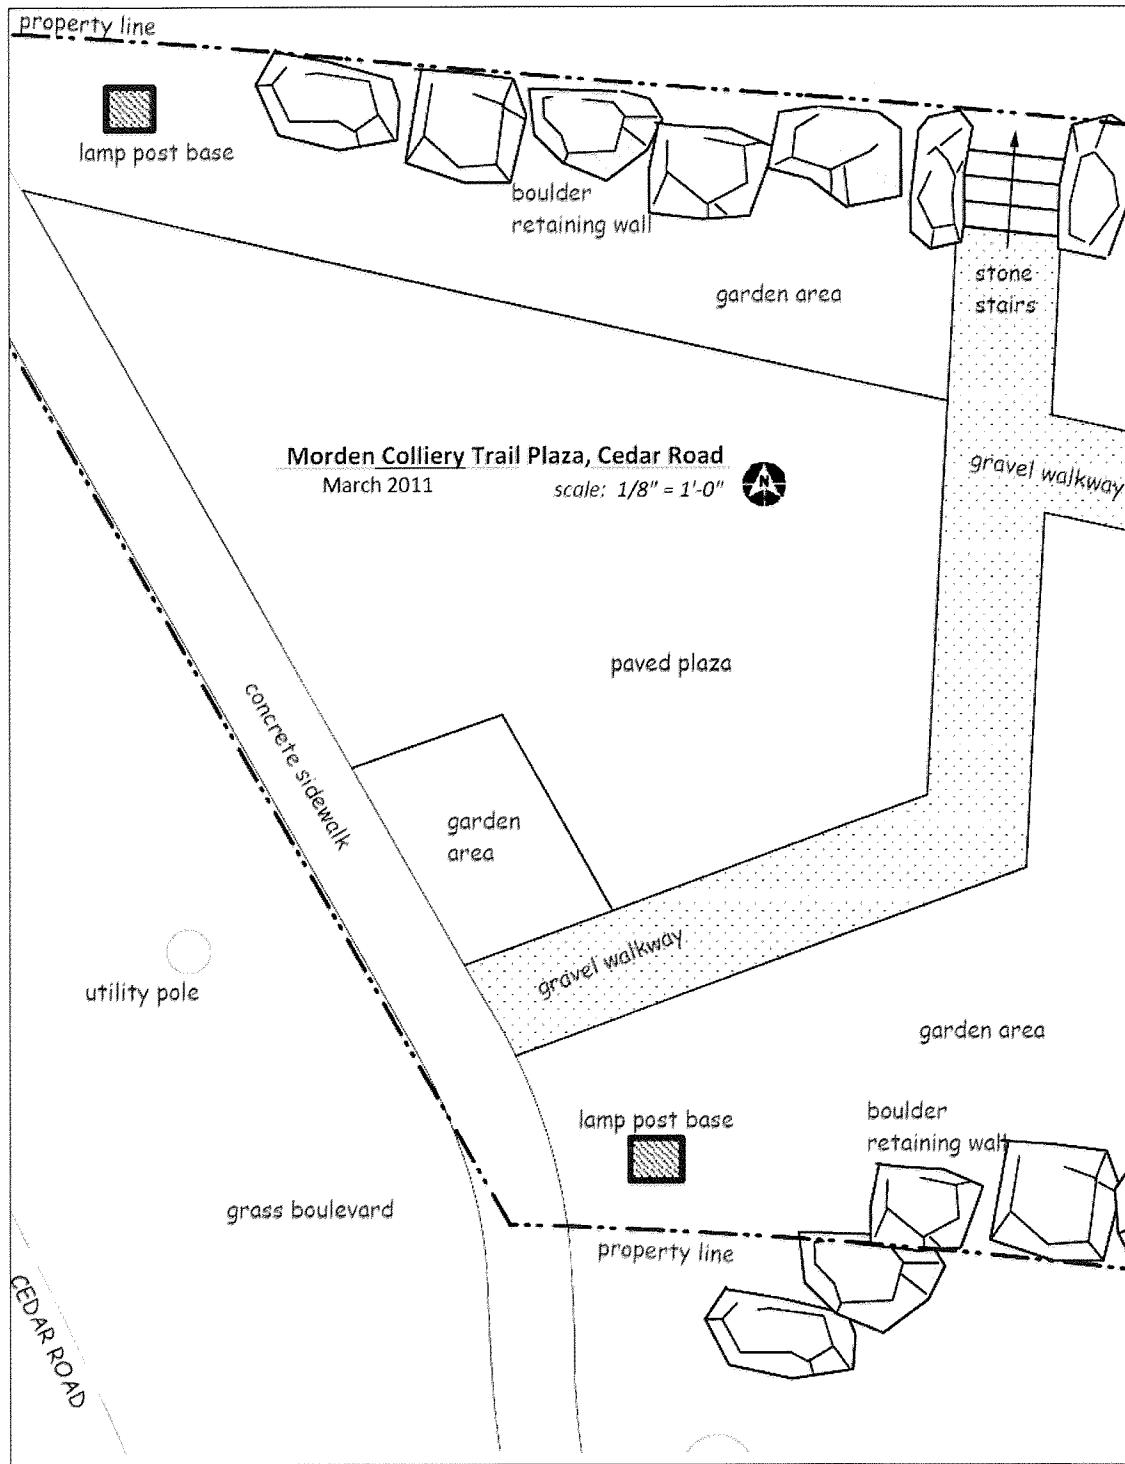 property line
lamp post base
boulder
retaining wall
stone
stairs
garden area
Morden Colliery Trail Plaza, Cedar Road
March 2011
scale: 1/8" = 1'-0"
N
gravel walkway
paved plaza
concrete sidewalk
garden
area
gravel walkway
utility pole
garden area
lamp post base
boulder
retaining wall
grass boulevard
property line
CEDAR ROAD